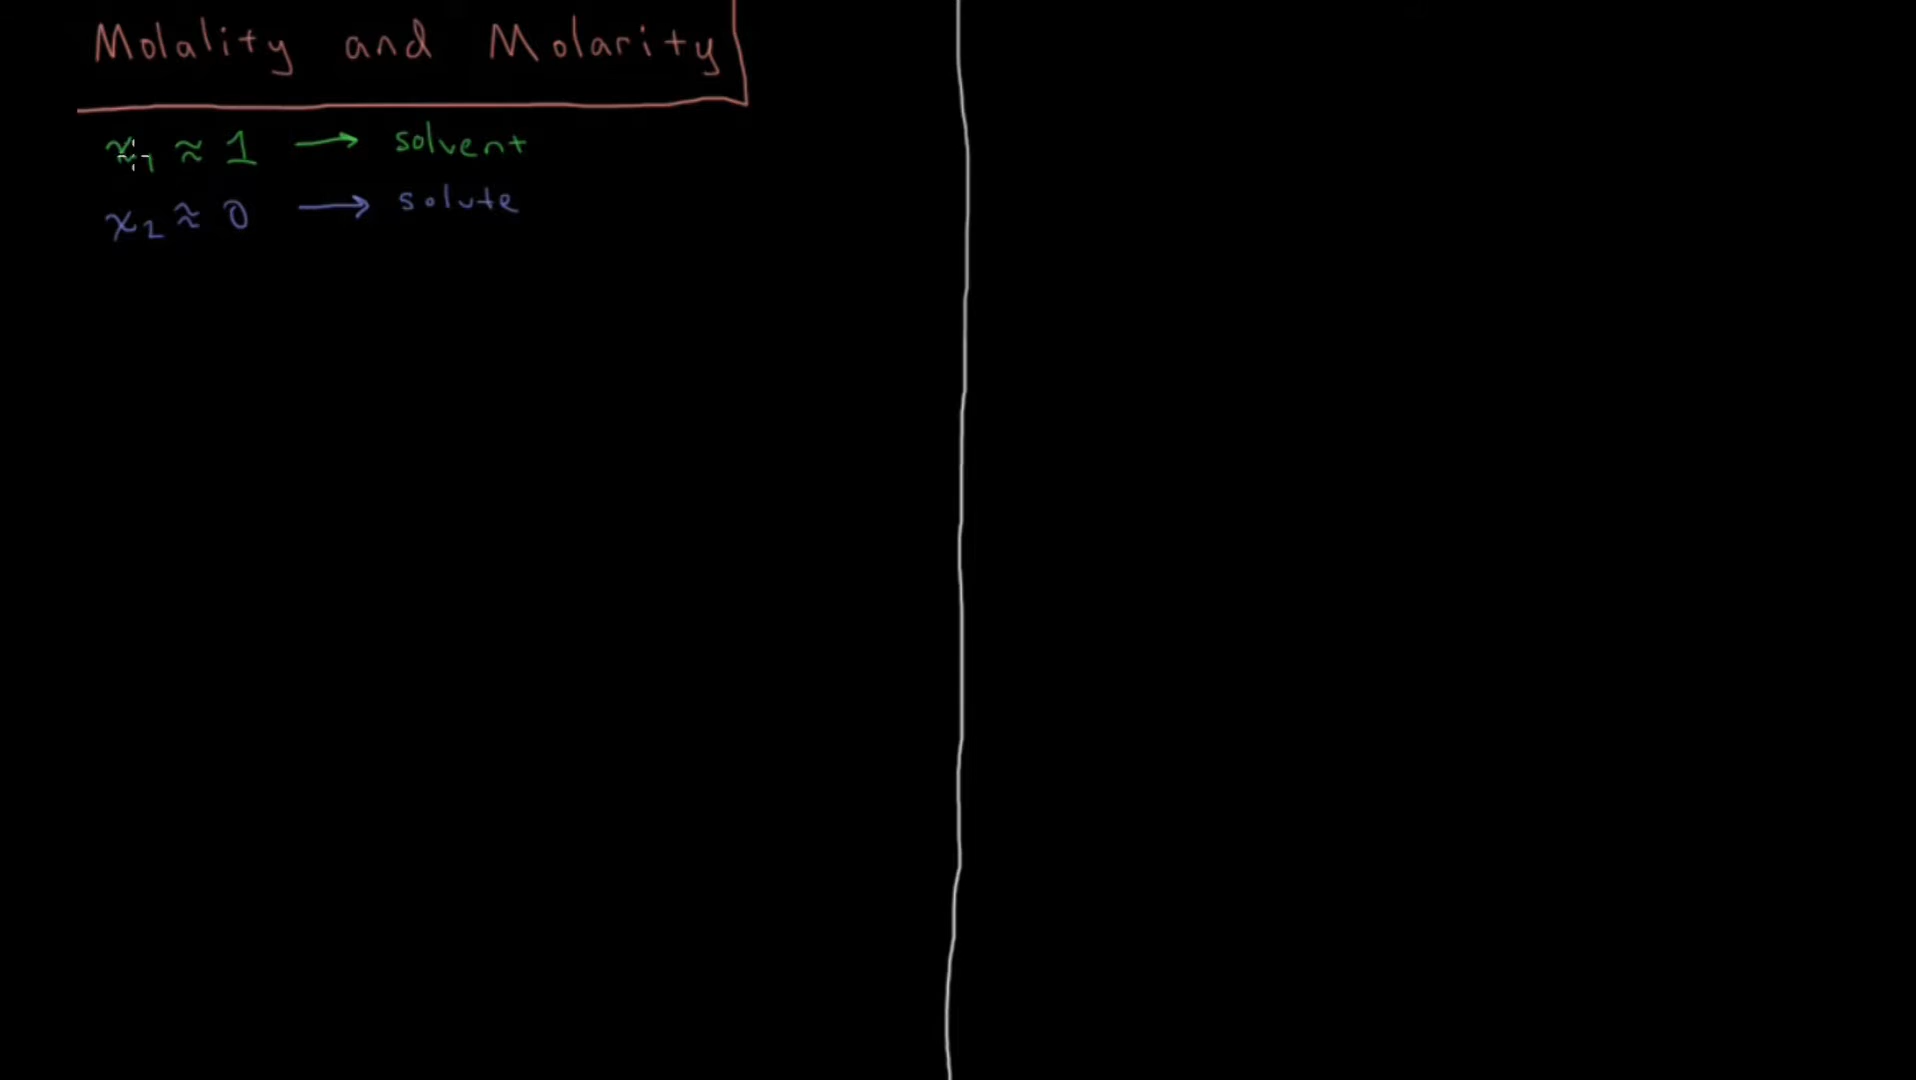 Molality and Molarity
x₁ ≈ 1 → solvent
x₂ ≈ 0 → solute